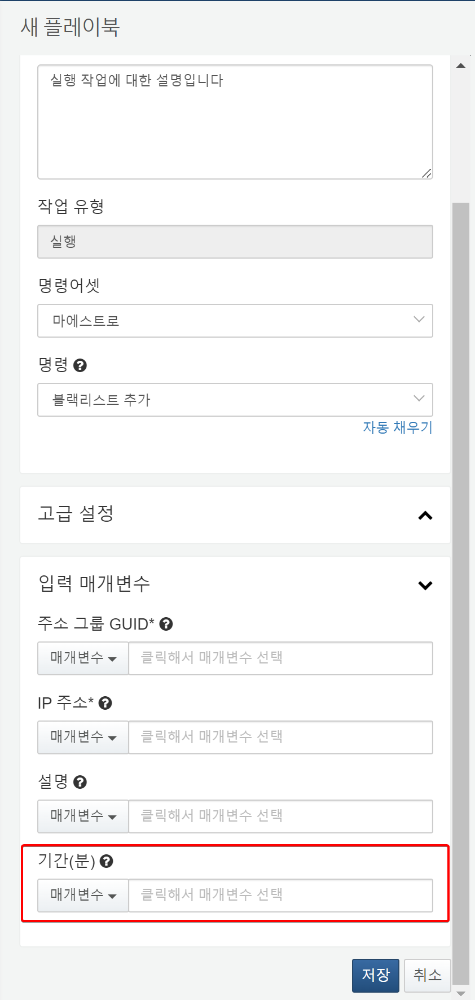 새 플레이북
실행 작업에 대한 설명입니다
작업 유형
실행
명령어셋
마에스트로
명령 ?
블랙리스트 추가
자동 채우기
고급 설정
입력 매개변수
주소 그룹 GUID* ?
매개변수 클릭해서 매개변수 선택
IP 주소* ?
매개변수 클릭해서 매개변수 선택
설명 ?
매개변수 클릭해서 매개변수 선택
기간(분) ?
매개변수 클릭해서 매개변수 선택
저장 취소